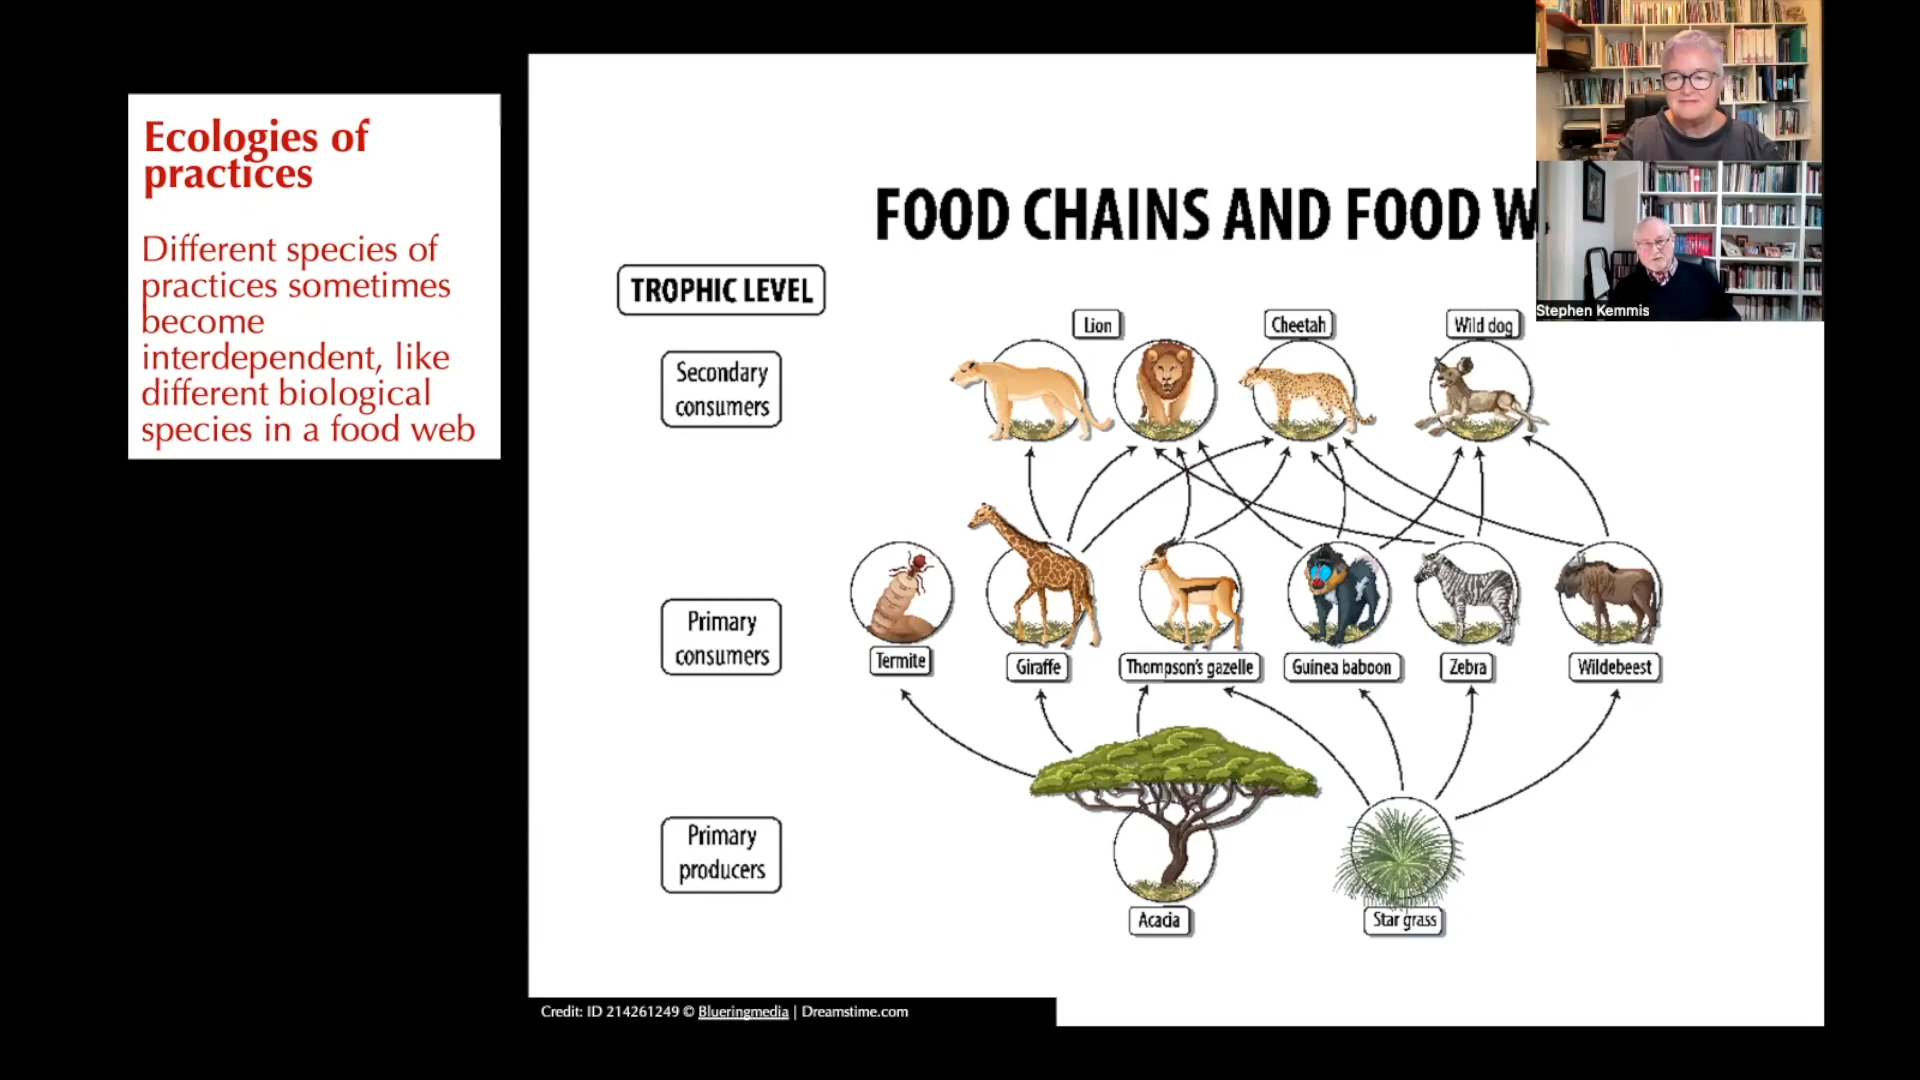 Ecologies of
practices
Different species of
practices sometimes
become
interdependent, like
different biological
species in a food web
FOOD CHAINS AND FOOD W
TROPHIC LEVEL
Secondary
consumers
Lion
Cheetah
Wild dog
Primary
consumers
Termite
Giraffe
Thompson's gazelle
Guinea baboon
Zebra
Wildebeest
Primary
producers
Acacia
Star grass
Credit: ID 214261249 © Blueringmedia | Dreamstime.com
Stephen Kemmis